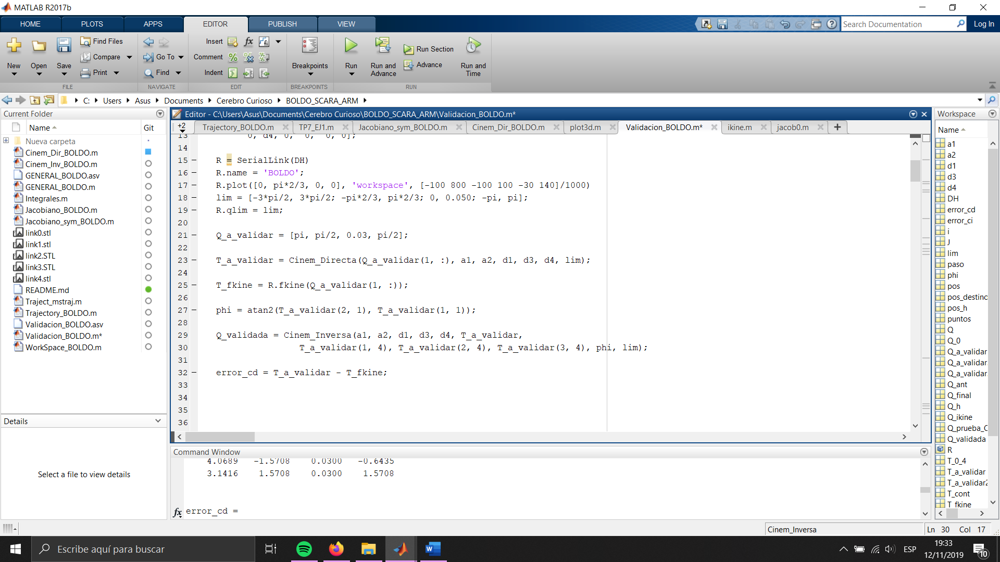 MATLAB R2017b
HOME PLOTS APPS EDITOR PUBLISH VIEW
Search Documentation
Log In
New
Open
Save
Find Files
Compare
Print
FILE
Go To
Find
NAVIGATE
Insert
Comment
Indent
EDIT
Breakpoints
BREAKPOINTS
Run
Run and Advance
Run Section
Advance
Run and Time
RUN
C: Users Asus Documents Cerebro Curioso BOLDO_SCARA_ARM
Current Folder
Name Git
Nueva carpeta
Cinem_Dir_BOLDO.m
Cinem_Inv_BOLDO.m
GENERAL_BOLDO.asv
GENERAL_BOLDO.m
Integrales.m
Jacobiano_BOLDO.m
Jacobiano_sym_BOLDO.m
link0.stl
link1.stl
link2.STL
link3.STL
link4.stl
README.md
Traject_mstraj.m
Trajectory_BOLDO.m
Validacion_BOLDO.asv
Validacion_BOLDO.m*
WorkSpace_BOLDO.m
Details
Select a file to view details
Editor - C:\Users\Asus\Documents\Cerebro Curioso\BOLDO_SCARA_ARM\Validacion_BOLDO.m*
+2 Trajectory_BOLDO.m TP7_EJ1.m Jacobiano_sym_BOLDO.m Cinem_Dir_BOLDO.m plot3d.m Validacion_BOLDO.m* ikine.m jacob0.m
13 0, d4, 0, 0, 0, 0];
14
15 R = SerialLink(DH)
16 R.name = 'BOLDO';
17 R.plot([0, pi*2/3, 0, 0], 'workspace', [-100 800 -100 100 -30 140]/1000)
18 lim = [-3*pi/2, 3*pi/2; -pi*2/3, pi*2/3; 0, 0.050; -pi, pi];
19 R.qlim = lim;
20
21 Q_a_validar = [pi, pi/2, 0.03, pi/2];
22
23 T_a_validar = Cinem_Directa(Q_a_validar(1, :), a1, a2, d1, d3, d4, lim);
24
25 T_fkine = R.fkine(Q_a_validar(1, :));
26
27 phi = atan2(T_a_validar(2, 1), T_a_validar(1, 1));
28
29 Q_validada = Cinem_Inversa(a1, a2, d1, d3, d4, T_a_validar,
30 T_a_validar(1, 4), T_a_validar(2, 4), T_a_validar(3, 4), phi, lim);
31
32 error_cd = T_a_validar - T_fkine;
33
34
35
36
Command Window
4.0689 -1.5708 0.0300 -0.6435
3.1416 1.5708 0.0300 1.5708
fx error_cd =
Workspace
Name
a1
a2
d1
d3
d4
DH
error_cd
error_ci
i
J
lim
paso
phi
pos
pos_destino
pos_h
puntos
Q
Q_0
Q_a_validar
Q_a_validar
Q_a_validar
Q_ant
Q_final
Q_h
Q_ikine
Q_prueba_C
Q_validada
R
T_0_4
T_a_validar
T_a_validar2
T_cont
T_fkine
Cinem_Inversa
Ln 30 Col 17
Escribe aquí para buscar
ESP
19:33
12/11/2019
10